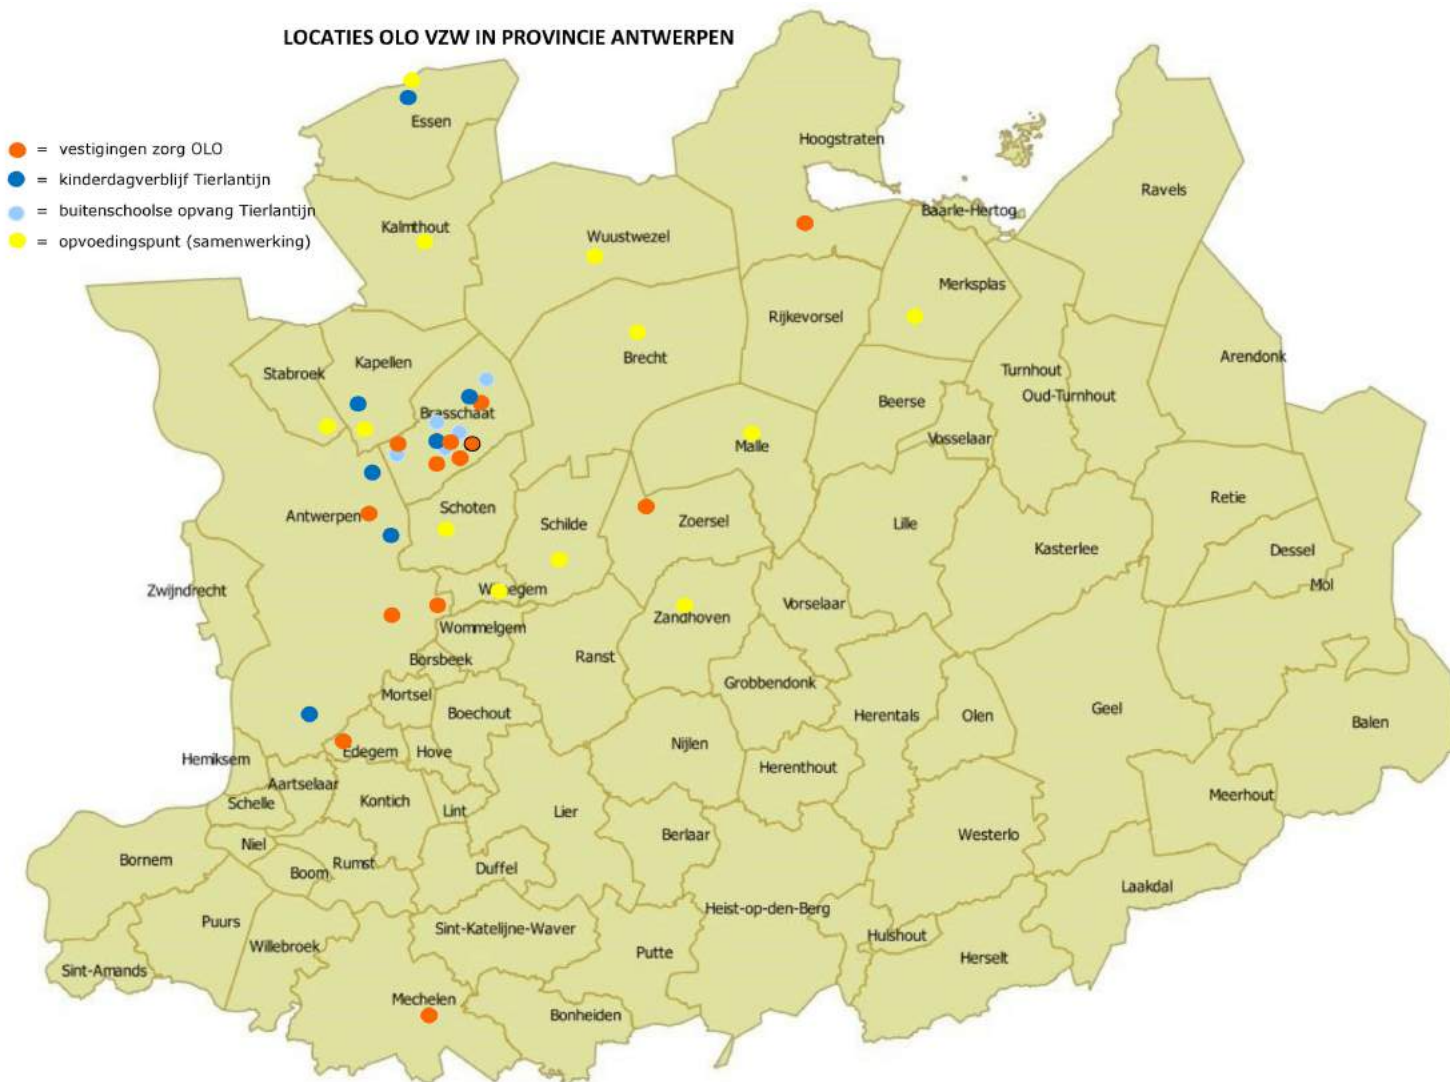 LOCATIES OLO VZW IN PROVINCIE ANTWERPEN
Essen
Hoogstraten
= vestigingen zorg OLO
= kinderdagverblijf Tierlantijn
= buitenschoolse opvang Tierlantijn
= opvoedingspunt (samenwerking)
Ravels
Baarle-Hertog
Kalmthout
Wuustwezel
Merksplas
Rijkevorsel
Kapellen
Stabroek
Brecht
Arendonk
Turnhout
Oud-Turnhout
Beerse
Brasschaat
Vosselaar
Malle
Retie
Schoten
Antwerpen
Schilde
Zoersel
Lille
Kasterlee
Dessel
Mol
Zwijndrecht
Wijnegem
Vorselaar
Zandhoven
Wommelgem
Borsbeek
Ranst
Grobbendonk
Mortsel
Boechout
Herentals
Olen
Geel
Balen
Nijlen
Hemiksem
Edegem
Hove
Herenthout
Aartselaar
Schelle
Kontich
Lint
Lier
Meerhout
Berlaar
Westerlo
Niel
Bornem
Boom
Rumst
Duffel
Laakdal
Heist-op-den-Berg
Puurs
Sint-Katelijne-Waver
Hulshout
Willebroek
Putte
Herselt
Sint-Amands
Mechelen
Bonheiden